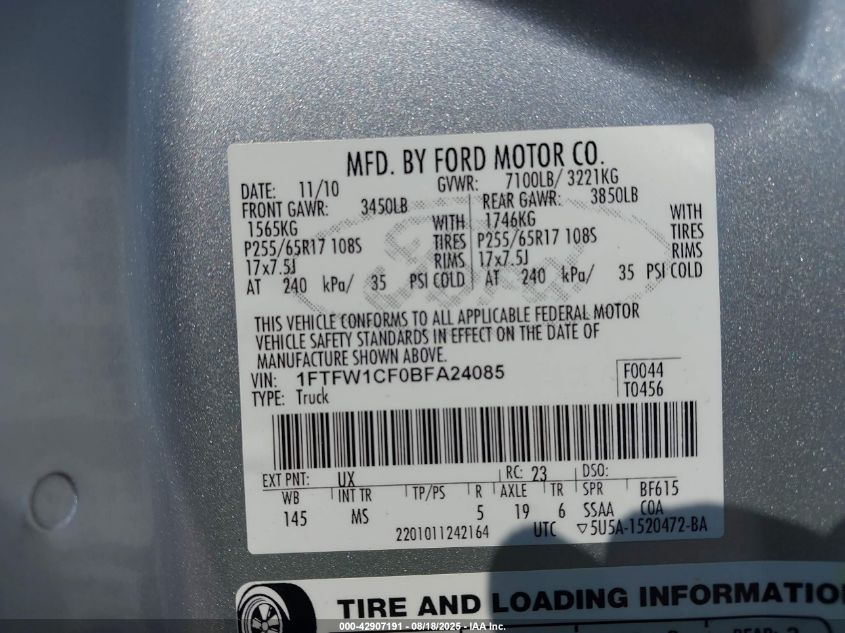 MFD. BY FORD MOTOR CO.
DATE: 11/10 GVWR: 7100LB/ 3221KG
FRONT GAWR: 3450LB REAR GAWR: 3850LB
1565KG WITH 1746KG WITH
P255/65R17 108S TIRES P255/65R17 108S TIRES
17x7.5J RIMS 17x7.5J RIMS
AT 240 kPa/ 35 PSI COLD AT 240 kPa/ 35 PSI COLD
THIS VEHICLE CONFORMS TO ALL APPLICABLE FEDERAL MOTOR
VEHICLE SAFETY STANDARDS IN EFFECT ON THE DATE OF
MANUFACTURE SHOWN ABOVE.
VIN: 1FTFW1CF0BFA24085 F0044
TYPE: Truck T0456
EXT PNT: UX RC: 23 DSO:
WB INT TR TP/PS R AXLE TR SPR BF615
145 MS 5 19 6 SSAA COA
2201011242164 UTC ▽5U5A-1520472-BA
TIRE AND LOADING INFORMATION
000-42907191 - 08/18/2025 - IAA Inc.